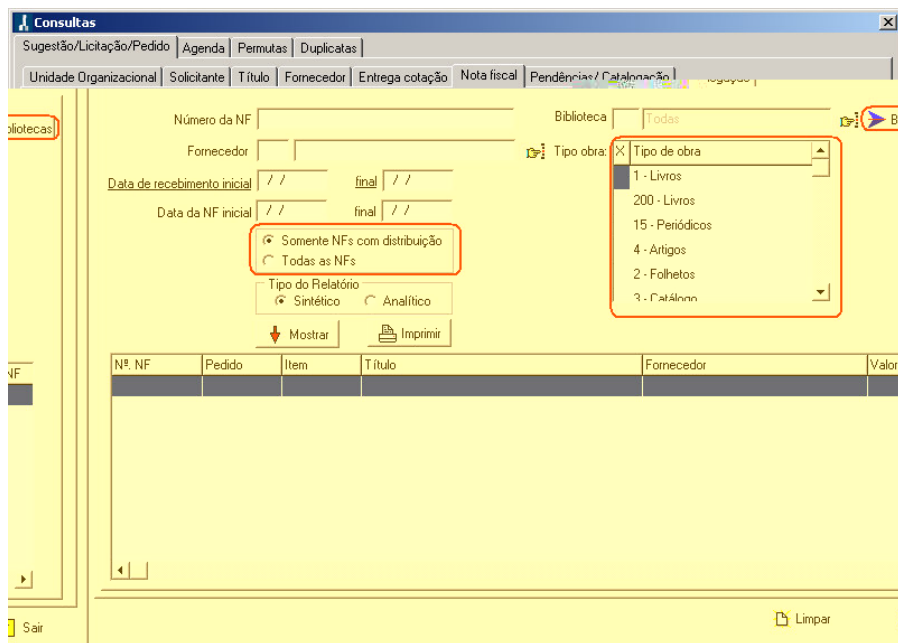 Consultas
Sugestão/Licitação/Pedido Agenda Permutas Duplicatas
Unidade Organizacional Solicitante Título Fornecedor Entrega cotação Nota fiscal Pendências/ Catalogação
bliotecas
Número da NF Biblioteca Todas B
Fornecedor Tipo obra: X Tipo de obra
1 - Livros
Data de recebimento inicial / / final / /
200 - Livros
Data da NF inicial / / final / /
15 - Periódicos
Somente NFs com distribuição
4 - Artigos
Todas as NFs
2 - Folhetos
Tipo do Relatório
Sintético Analítico
3 - Catálogo
Mostrar Imprimir
NF Nº. NF Pedido Item Título Fornecedor Valor
Sair Limpar